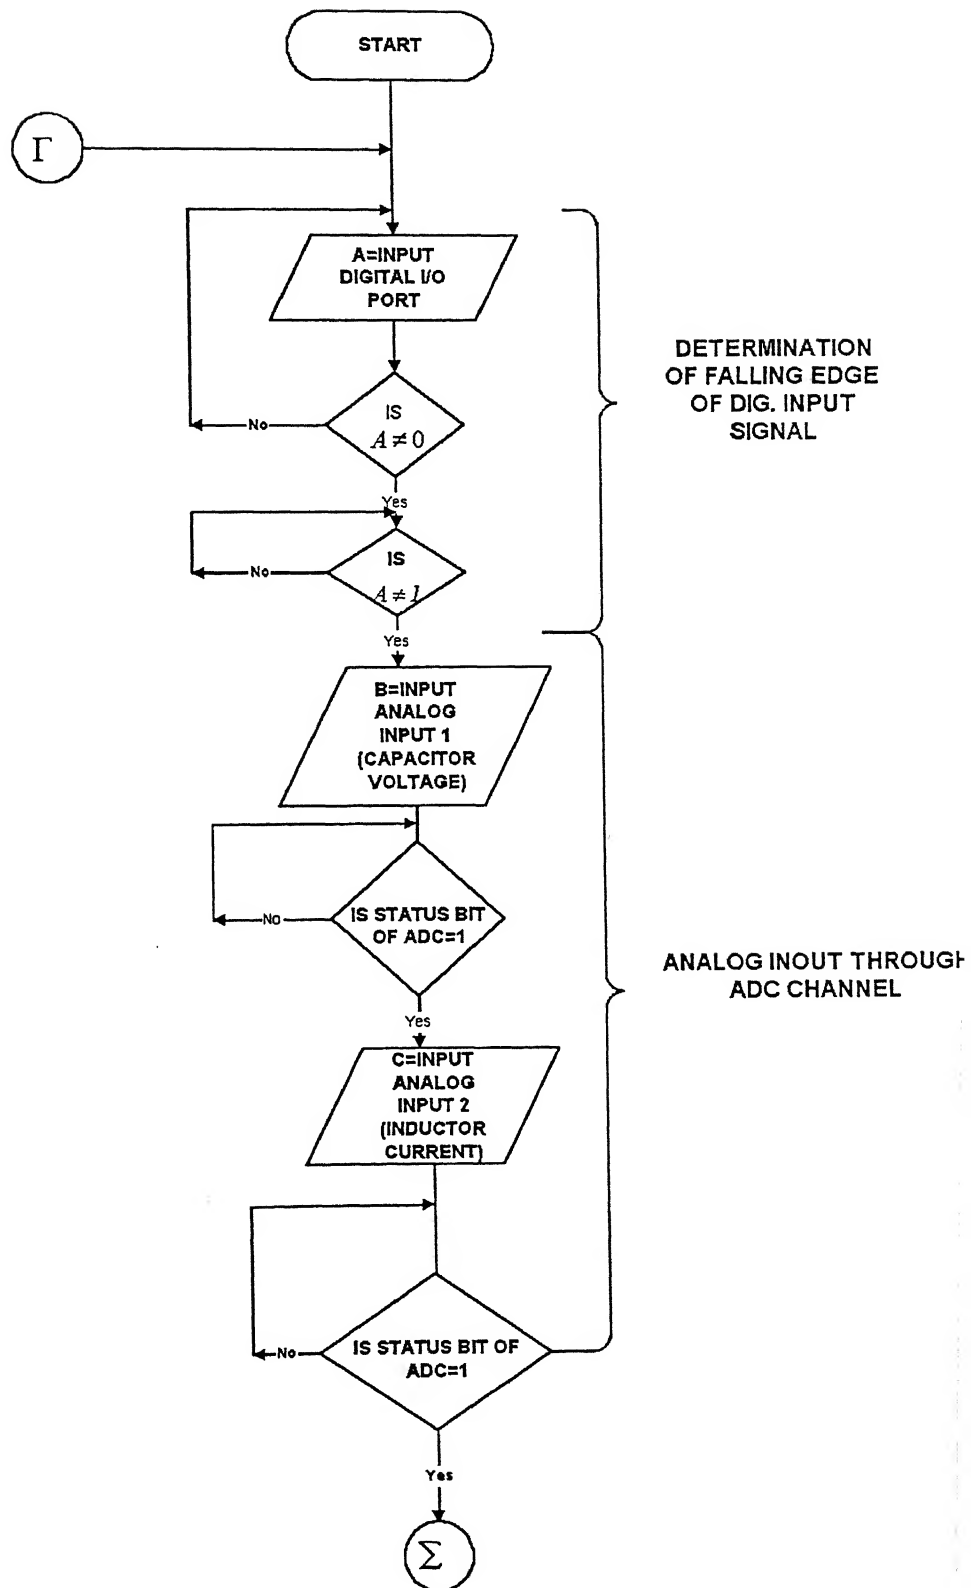 START
Γ
A=INPUT
DIGITAL I/O
PORT
DETERMINATION
OF FALLING EDGE
OF DIG. INPUT
SIGNAL
IS
A ≠ 0
No
Yes
IS
A ≠ 1
No
Yes
B=INPUT
ANALOG
INPUT 1
(CAPACITOR
VOLTAGE)
IS STATUS BIT
OF ADC=1
No
ANALOG INOUT THROUGH
ADC CHANNEL
Yes
C=INPUT
ANALOG
INPUT 2
(INDUCTOR
CURRENT)
IS STATUS BIT OF
ADC=1
No
Yes
Σ